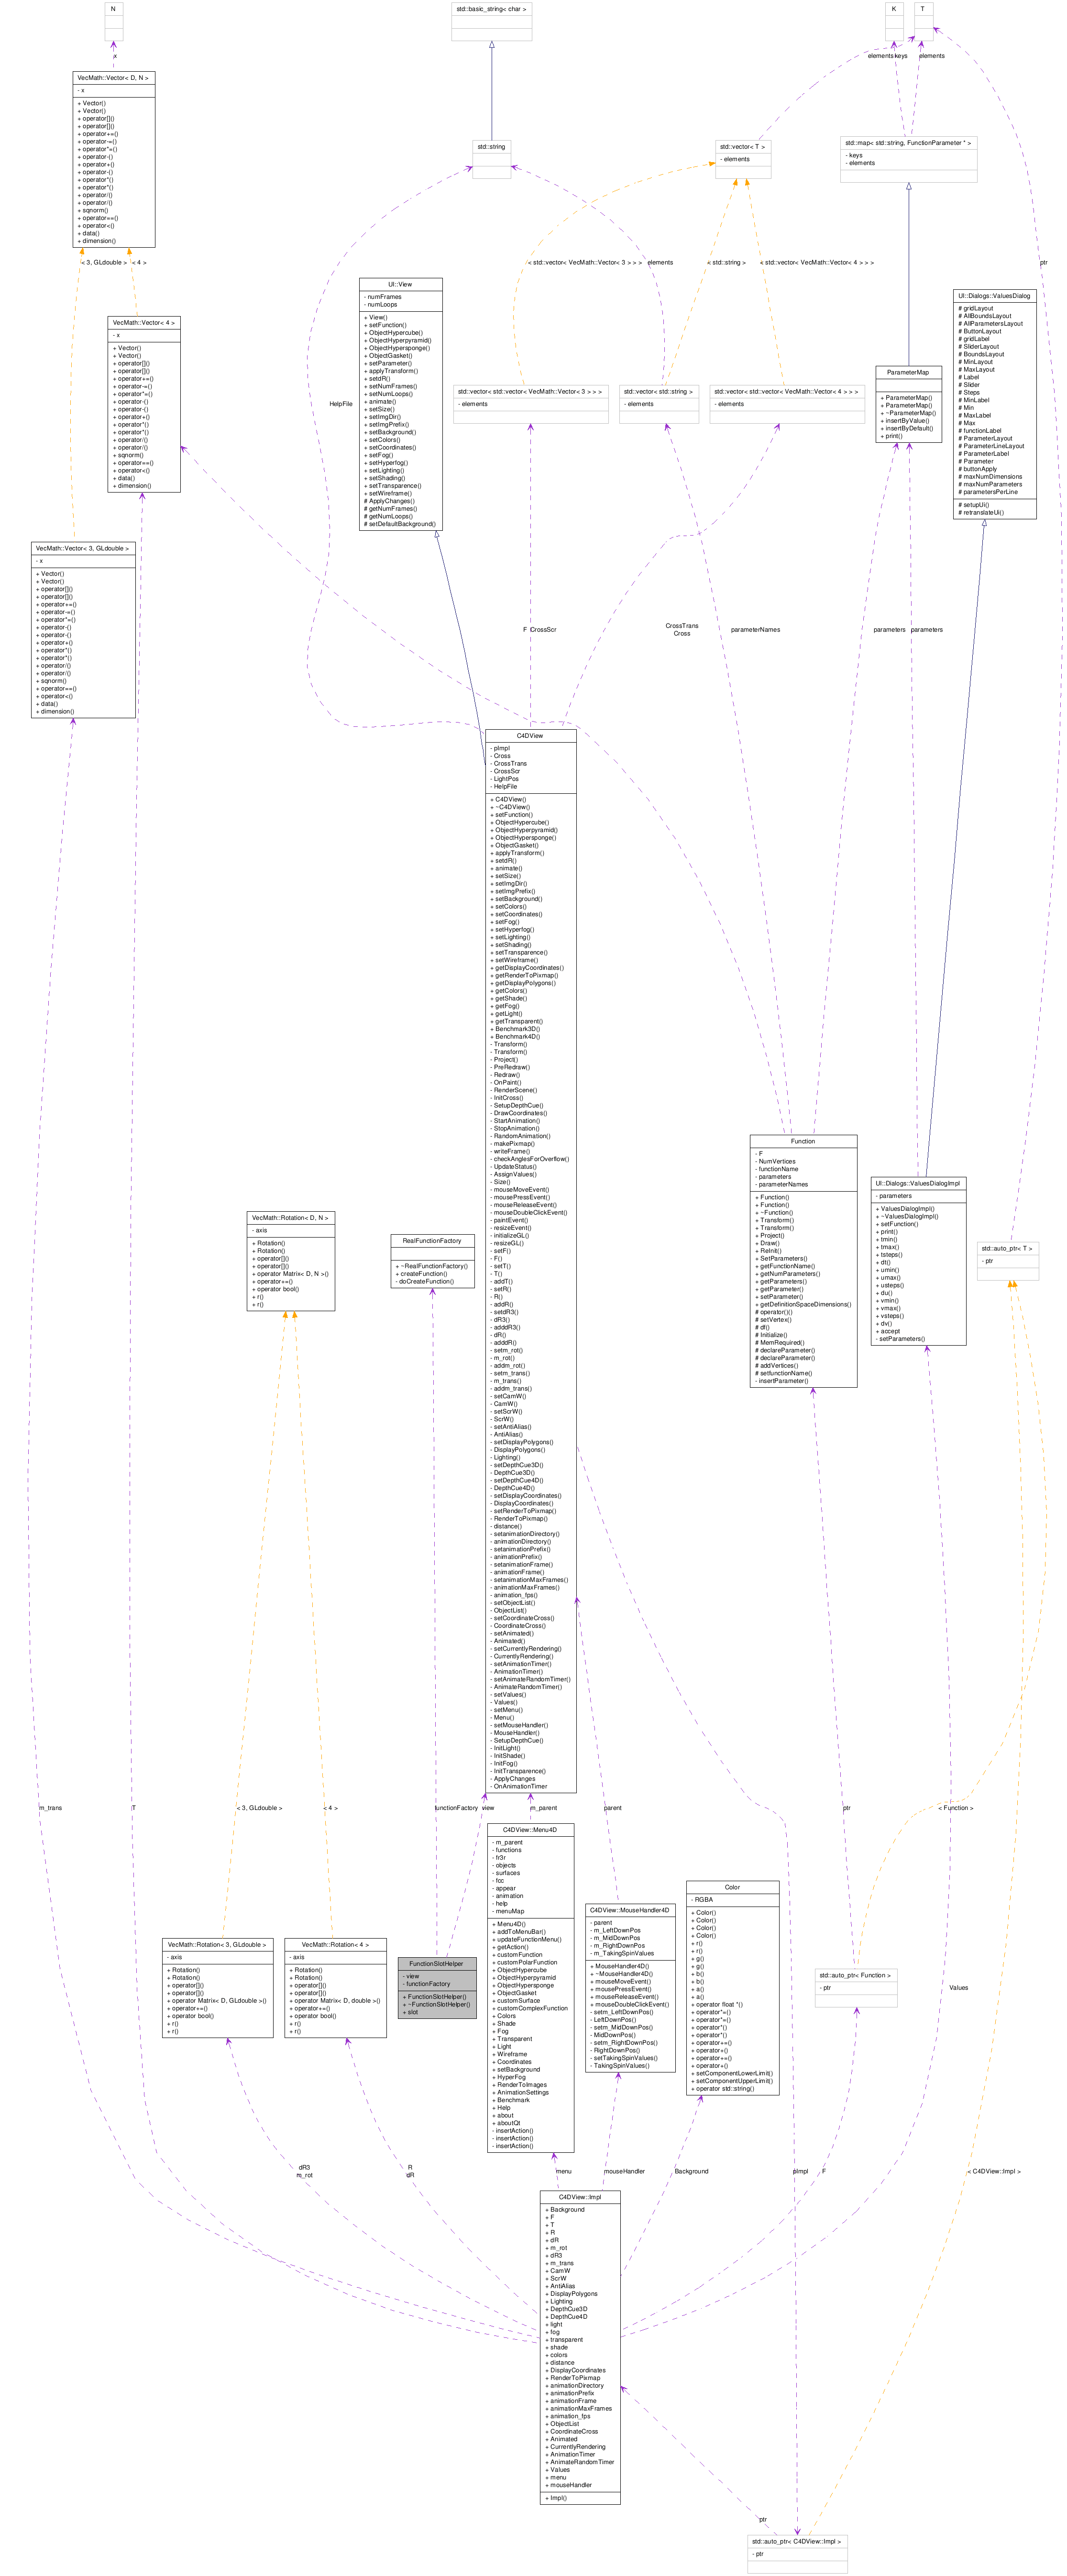 N
std::basic_string< char >
K
T
x
elements
keys
elements
VecMath::Vector< D, N >
- x
+ Vector()
+ Vector()
+ operator[]()
+ operator[]()
+ operator+=()
+ operator-=()
+ operator*=()
+ operator-()
+ operator+()
+ operator-()
+ operator*()
+ operator*()
+ operator/()
+ operator/()
+ sqnorm()
+ operator==()
+ operator<()
+ data()
+ dimension()
std::string
std::vector< T >
- elements
std::map< std::string, FunctionParameter * >
- keys
- elements
< 3, GLdouble >
< 4 >
< std::vector< VecMath::Vector< 3 > > >
elements
< std::string >
< std::vector< VecMath::Vector< 4 > > >
ptr
UI::View
- numFrames
- numLoops
+ View()
+ setFunction()
+ ObjectHypercube()
+ ObjectHyperpyramid()
+ ObjectHypersponge()
+ ObjectGasket()
+ setParameter()
+ applyTransform()
+ setdR()
+ setNumFrames()
+ setNumLoops()
+ animate()
+ setSize()
+ setImgDir()
+ setImgPrefix()
+ setBackground()
+ setColors()
+ setCoordinates()
+ setFog()
+ setHyperfog()
+ setLighting()
+ setShading()
+ setTransparence()
+ setWireframe()
# ApplyChanges()
# getNumFrames()
# getNumLoops()
# setDefaultBackground()
UI::Dialogs::ValuesDialog
# gridLayout
# AllBoundsLayout
# AllParametersLayout
# ButtonLayout
# gridLabel
# SliderLayout
# BoundsLayout
# MinLayout
# MaxLayout
# Label
# Slider
# Steps
# MinLabel
# Min
# MaxLabel
# Max
# functionLabel
# ParameterLayout
# ParameterLineLayout
# ParameterLabel
# Parameter
# buttonApply
# maxNumDimensions
# maxNumParameters
# parametersPerLine
# setupUi()
# retranslateUi()
VecMath::Vector< 4 >
- x
+ Vector()
+ Vector()
+ operator[]()
+ operator[]()
+ operator+=()
+ operator-=()
+ operator*=()
+ operator-()
+ operator-()
+ operator+()
+ operator*()
+ operator*()
+ operator/()
+ operator/()
+ sqnorm()
+ operator==()
+ operator<()
+ data()
+ dimension()
HelpFile
std::vector< std::vector< VecMath::Vector< 3 > > >
- elements
std::vector< std::string >
- elements
std::vector< std::vector< VecMath::Vector< 4 > > >
- elements
ParameterMap
+ ParameterMap()
+ ParameterMap()
+ ~ParameterMap()
+ insertByValue()
+ insertByDefault()
+ print()
VecMath::Vector< 3, GLdouble >
- x
+ Vector()
+ Vector()
+ operator[]()
+ operator[]()
+ operator+=()
+ operator-=()
+ operator*=()
+ operator-()
+ operator-()
+ operator+()
+ operator*()
+ operator*()
+ operator/()
+ operator/()
+ sqnorm()
+ operator==()
+ operator<()
+ data()
+ dimension()
F
CrossScr
CrossTrans
Cross
parameterNames
parameters
parameters
C4DView
- pImpl
- Cross
- CrossTrans
- CrossScr
- LightPos
- HelpFile
+ C4DView()
+ ~C4DView()
+ setFunction()
+ ObjectHypercube()
+ ObjectHyperpyramid()
+ ObjectHypersponge()
+ ObjectGasket()
+ applyTransform()
+ setdR()
+ animate()
+ setSize()
+ setImgDir()
+ setImgPrefix()
+ setBackground()
+ setColors()
+ setCoordinates()
+ setFog()
+ setHyperfog()
+ setLighting()
+ setShading()
+ setTransparence()
+ setWireframe()
+ getDisplayCoordinates()
+ getRenderToPixmap()
+ getDisplayPolygons()
+ getColors()
+ getShade()
+ getFog()
+ getLight()
+ getTransparent()
+ Benchmark3D()
+ Benchmark4D()
- Transform()
- Transform()
- Project()
- PreRedraw()
- Redraw()
- OnPaint()
- RenderScene()
- InitCross()
- SetupDepthCue()
- DrawCoordinates()
- StartAnimation()
- StopAnimation()
- RandomAnimation()
- makePixmap()
- writeFrame()
- checkAnglesForOverflow()
- UpdateStatus()
- AssignValues()
- Size()
- mouseMoveEvent()
- mousePressEvent()
- mouseReleaseEvent()
- mouseDoubleClickEvent()
- paintEvent()
- resizeEvent()
- initializeGL()
- resizeGL()
- setF()
- F()
- setT()
- T()
- addT()
- setR()
- R()
- addR()
- setdR3()
- dR3()
- adddR3()
- dR()
- adddR()
- setm_rot()
- m_rot()
- addm_rot()
- setm_trans()
- m_trans()
- addm_trans()
- setCamW()
- CamW()
- setScrW()
- ScrW()
- setAntiAlias()
- AntiAlias()
- setDisplayPolygons()
- DisplayPolygons()
- Lighting()
- setDepthCue3D()
- DepthCue3D()
- setDepthCue4D()
- DepthCue4D()
- setDisplayCoordinates()
- DisplayCoordinates()
- setRenderToPixmap()
- RenderToPixmap()
- distance()
- setanimationDirectory()
- animationDirectory()
- setanimationPrefix()
- animationPrefix()
- setanimationFrame()
- animationFrame()
- setanimationMaxFrames()
- animationMaxFrames()
- animation_fps()
- setObjectList()
- ObjectList()
- setCoordinateCross()
- CoordinateCross()
- setAnimated()
- Animated()
- setCurrentlyRendering()
- CurrentlyRendering()
- setAnimationTimer()
- AnimationTimer()
- setAnimateRandomTimer()
- AnimateRandomTimer()
- setValues()
- Values()
- setMenu()
- Menu()
- setMouseHandler()
- MouseHandler()
- SetupDepthCue()
- InitLight()
- InitShade()
- InitFog()
- InitTransparence()
- ApplyChanges
- OnAnimationTimer
Function
- F
- NumVertices
- functionName
- parameters
- parameterNames
+ Function()
+ Function()
+ ~Function()
+ Transform()
+ Transform()
+ Project()
+ Draw()
+ ReInit()
+ SetParameters()
+ getFunctionName()
+ getNumParameters()
+ getParameters()
+ getParameter()
+ setParameter()
+ getDefinitionSpaceDimensions()
# operator()()
# setVertex()
# df()
# Initialize()
# MemRequired()
# declareParameter()
# declareParameter()
# addVertices()
# setfunctionName()
- insertParameter()
UI::Dialogs::ValuesDialogImpl
- parameters
+ ValuesDialogImpl()
+ ~ValuesDialogImpl()
+ setFunction()
+ print()
+ tmin()
+ tmax()
+ tsteps()
+ dt()
+ umin()
+ umax()
+ usteps()
+ du()
+ vmin()
+ vmax()
+ vsteps()
+ dv()
+ accept
- setParameters()
VecMath::Rotation< D, N >
- axis
+ Rotation()
+ Rotation()
+ operator[]()
+ operator[]()
+ operator Matrix< D, N >()
+ operator+=()
+ operator bool()
+ r()
+ r()
RealFunctionFactory
+ ~RealFunctionFactory()
+ createFunction()
- doCreateFunction()
std::auto_ptr< T >
- ptr
m_trans
T
< 3, GLdouble >
< 4 >
functionFactory
view
m_parent
parent
ptr
< Function >
Values
C4DView::Menu4D
- m_parent
- functions
- fr3r
- objects
- surfaces
- fcc
- appear
- animation
- help
- menuMap
+ Menu4D()
+ addToMenuBar()
+ updateFunctionMenu()
+ getAction()
+ customFunction
+ customPolarFunction
+ ObjectHypercube
+ ObjectHyperpyramid
+ ObjectHypersponge
+ ObjectGasket
+ customSurface
+ customComplexFunction
+ Colors
+ Shade
+ Fog
+ Transparent
+ Light
+ Wireframe
+ Coordinates
+ setBackground
+ HyperFog
+ RenderToImages
+ AnimationSettings
+ Benchmark
+ Help
+ about
+ aboutQt
- insertAction()
- insertAction()
- insertAction()
C4DView::MouseHandler4D
- parent
- m_LeftDownPos
- m_MidDownPos
- m_RightDownPos
- m_TakingSpinValues
+ MouseHandler4D()
+ ~MouseHandler4D()
+ mouseMoveEvent()
+ mousePressEvent()
+ mouseReleaseEvent()
+ mouseDoubleClickEvent()
- setm_LeftDownPos()
- LeftDownPos()
- setm_MidDownPos()
- MidDownPos()
- setm_RightDownPos()
- RightDownPos()
- setTakingSpinValues()
- TakingSpinValues()
Color
- RGBA
+ Color()
+ Color()
+ Color()
+ Color()
+ r()
+ r()
+ g()
+ g()
+ b()
+ b()
+ a()
+ a()
+ operator float *()
+ operator*=()
+ operator*=()
+ operator*()
+ operator*()
+ operator+=()
+ operator+()
+ operator+=()
+ operator+()
+ setComponentLowerLimit()
+ setComponentUpperLimit()
+ operator std::string()
VecMath::Rotation< 3, GLdouble >
- axis
+ Rotation()
+ Rotation()
+ operator[]()
+ operator[]()
+ operator Matrix< D, GLdouble >()
+ operator+=()
+ operator bool()
+ r()
+ r()
VecMath::Rotation< 4 >
- axis
+ Rotation()
+ Rotation()
+ operator[]()
+ operator[]()
+ operator Matrix< D, double >()
+ operator+=()
+ operator bool()
+ r()
+ r()
FunctionSlotHelper
- view
- functionFactory
+ FunctionSlotHelper()
+ ~FunctionSlotHelper()
+ slot
std::auto_ptr< Function >
- ptr
dR3
m_rot
R
dR
menu
mouseHandler
Background
pImpl
F
< C4DView::Impl >
C4DView::Impl
+ Background
+ F
+ T
+ R
+ dR
+ m_rot
+ dR3
+ m_trans
+ CamW
+ ScrW
+ AntiAlias
+ DisplayPolygons
+ Lighting
+ DepthCue3D
+ DepthCue4D
+ light
+ fog
+ transparent
+ shade
+ colors
+ distance
+ DisplayCoordinates
+ RenderToPixmap
+ animationDirectory
+ animationPrefix
+ animationFrame
+ animationMaxFrames
+ animation_fps
+ ObjectList
+ CoordinateCross
+ Animated
+ CurrentlyRendering
+ AnimationTimer
+ AnimateRandomTimer
+ Values
+ menu
+ mouseHandler
+ Impl()
ptr
std::auto_ptr< C4DView::Impl >
- ptr